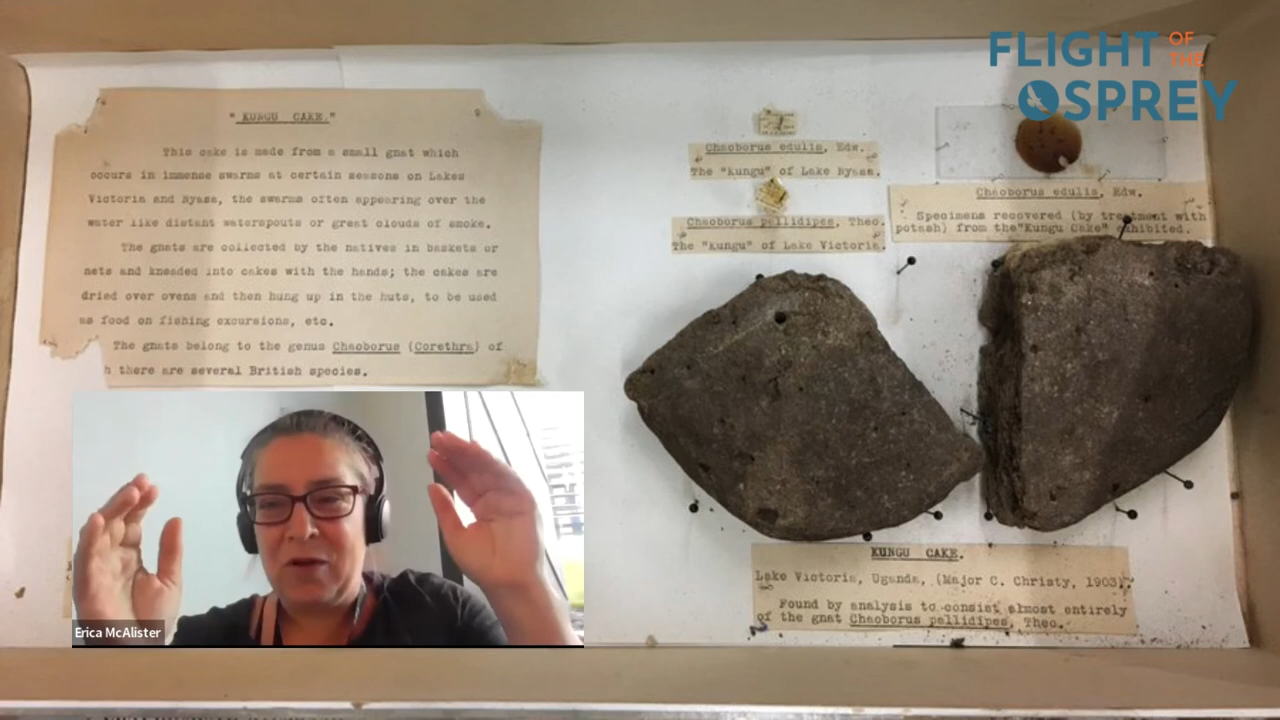 FLIGHT OF THE
OSPREY
" KUNGU CAKE."
This cake is made from a small gnat which
occurs in immense swarms at certain seasons on Lakes
Victoria and Nyasa, the swarms often appearing over the
water like distant waterspouts or great clouds of smoke.
The gnats are collected by the natives in baskets or
nets and kneaded into cakes with the hands; the cakes are
dried over ovens and then hung up in the huts, to be used
as food on fishing excursions, etc.
The gnats belong to the genus Chaoborus (Corethra) of
h there are several British species.
Chaoborus edulis, Edw.
The "Kungu" of Lake Nyasa.
Chaoborus pallidipes, Theo.
The "Kungu" of Lake Victoria.
Chaoborus edulis, Edw.
Specimens recovered (by treatment with
potash) from the"Kungu Cake" exhibited.
KUNGU CAKE.
Lake Victoria, Uganda, (Major C. Christy, 1903).
Found by analysis to consist almost entirely
of the gnat Chaoborus pallidipes, Theo.
Erica McAlister